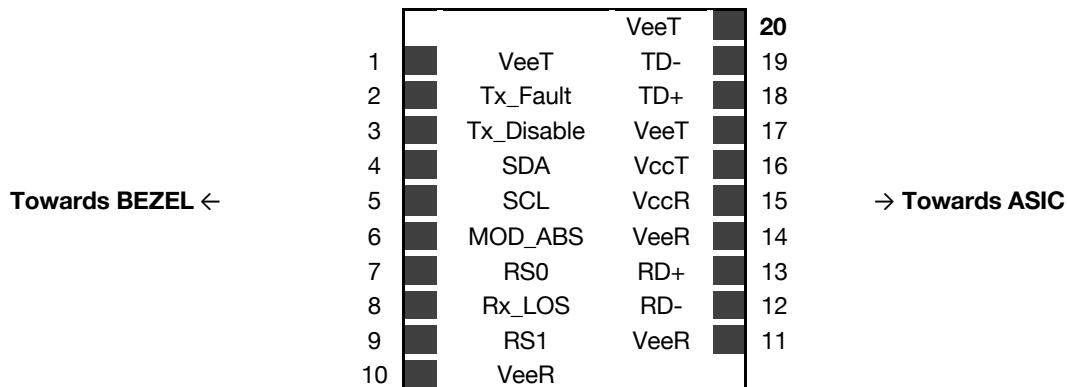 VeeT 20
1 VeeT TD- 19
2 Tx_Fault TD+ 18
3 Tx_Disable VeeT 17
4 SDA VccT 16
Towards BEZEL ← 5 SCL VccR 15 → Towards ASIC
6 MOD_ABS VeeR 14
7 RS0 RD+ 13
8 Rx_LOS RD- 12
9 RS1 VeeR 11
10 VeeR